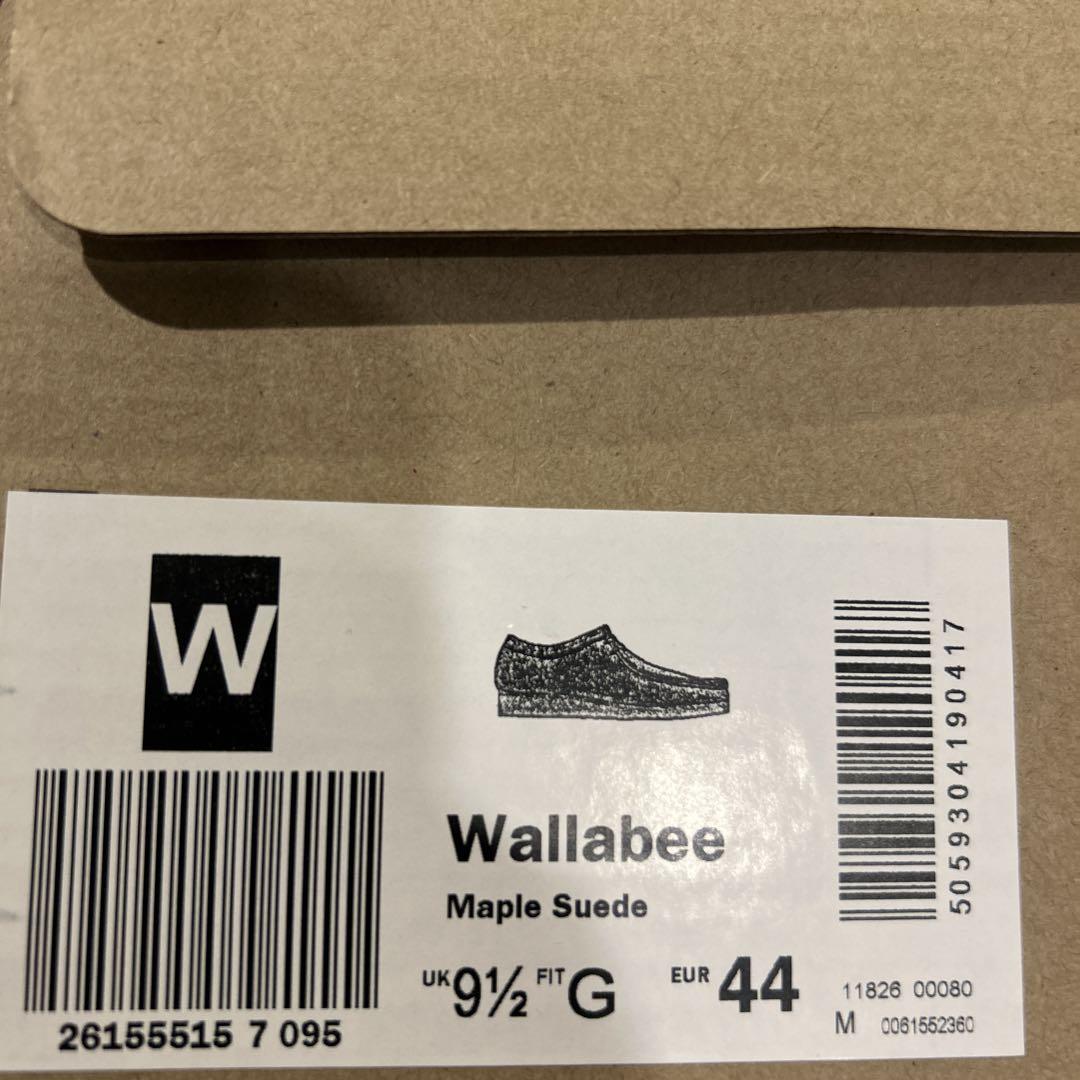 W
26155515 7 095
Wallabee
Maple Suede
UK 9½ FIT G EUR 44
5059304190417
11826 00080
M 0061552360